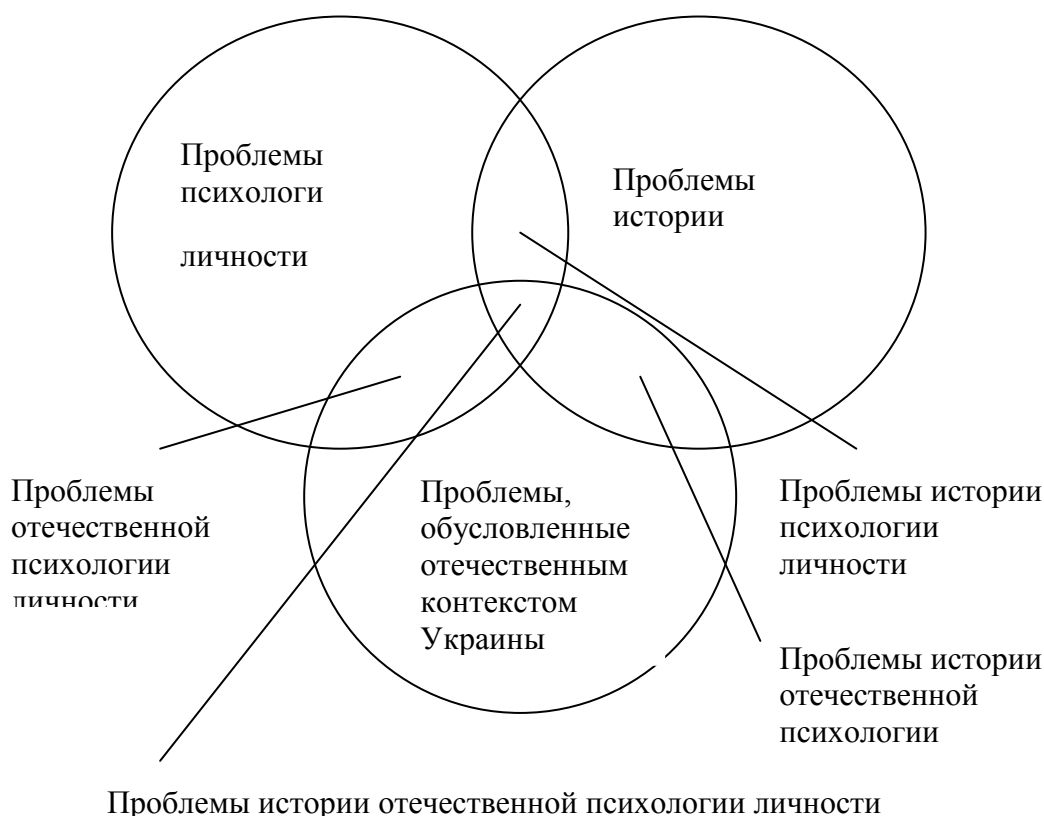 Проблемы
психологи
личности
Проблемы
истории
Проблемы
отечественной
психологии
личности
Проблемы,
обусловленные
отечественным
контекстом
Украины
Проблемы истории
психологии
личности
Проблемы истории
отечественной
психологии
Проблемы истории отечественной психологии личности